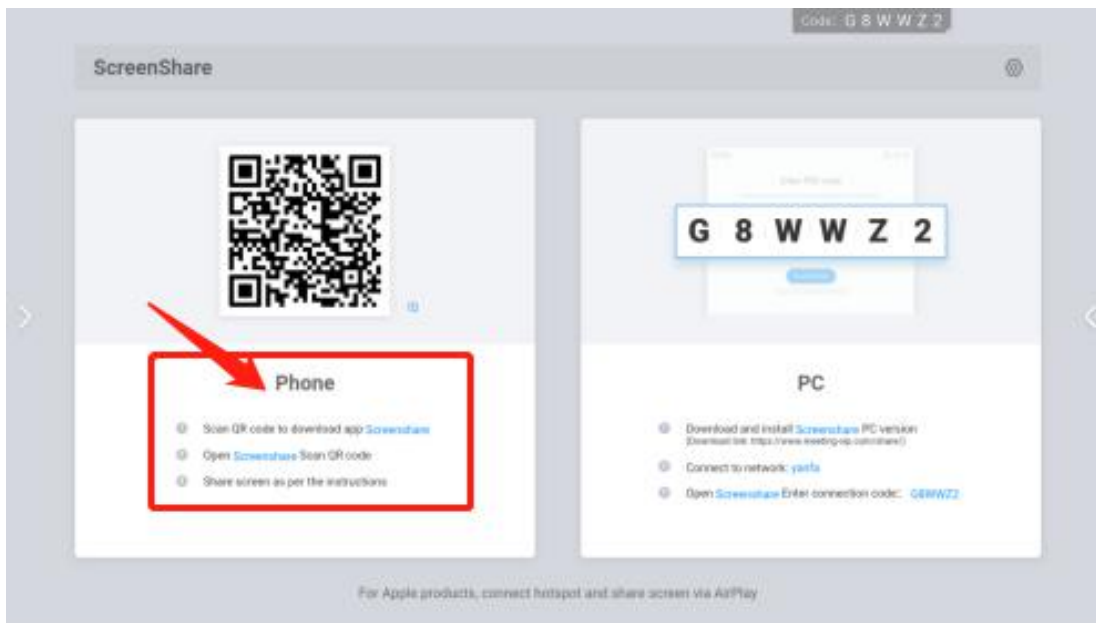 Code: G 8 W W Z 2
ScreenShare
G 8 W W Z 2
Phone
Scan QR code to download app Screenshare
Open Screenshare Scan QR code
Share screen as per the instructions
PC
Download and install Screenshare PC version
Connect to network: yanfa
Open Screenshare Enter connection code: G8WWZ2
For Apple products, connect hotspot and share screen via AirPlay